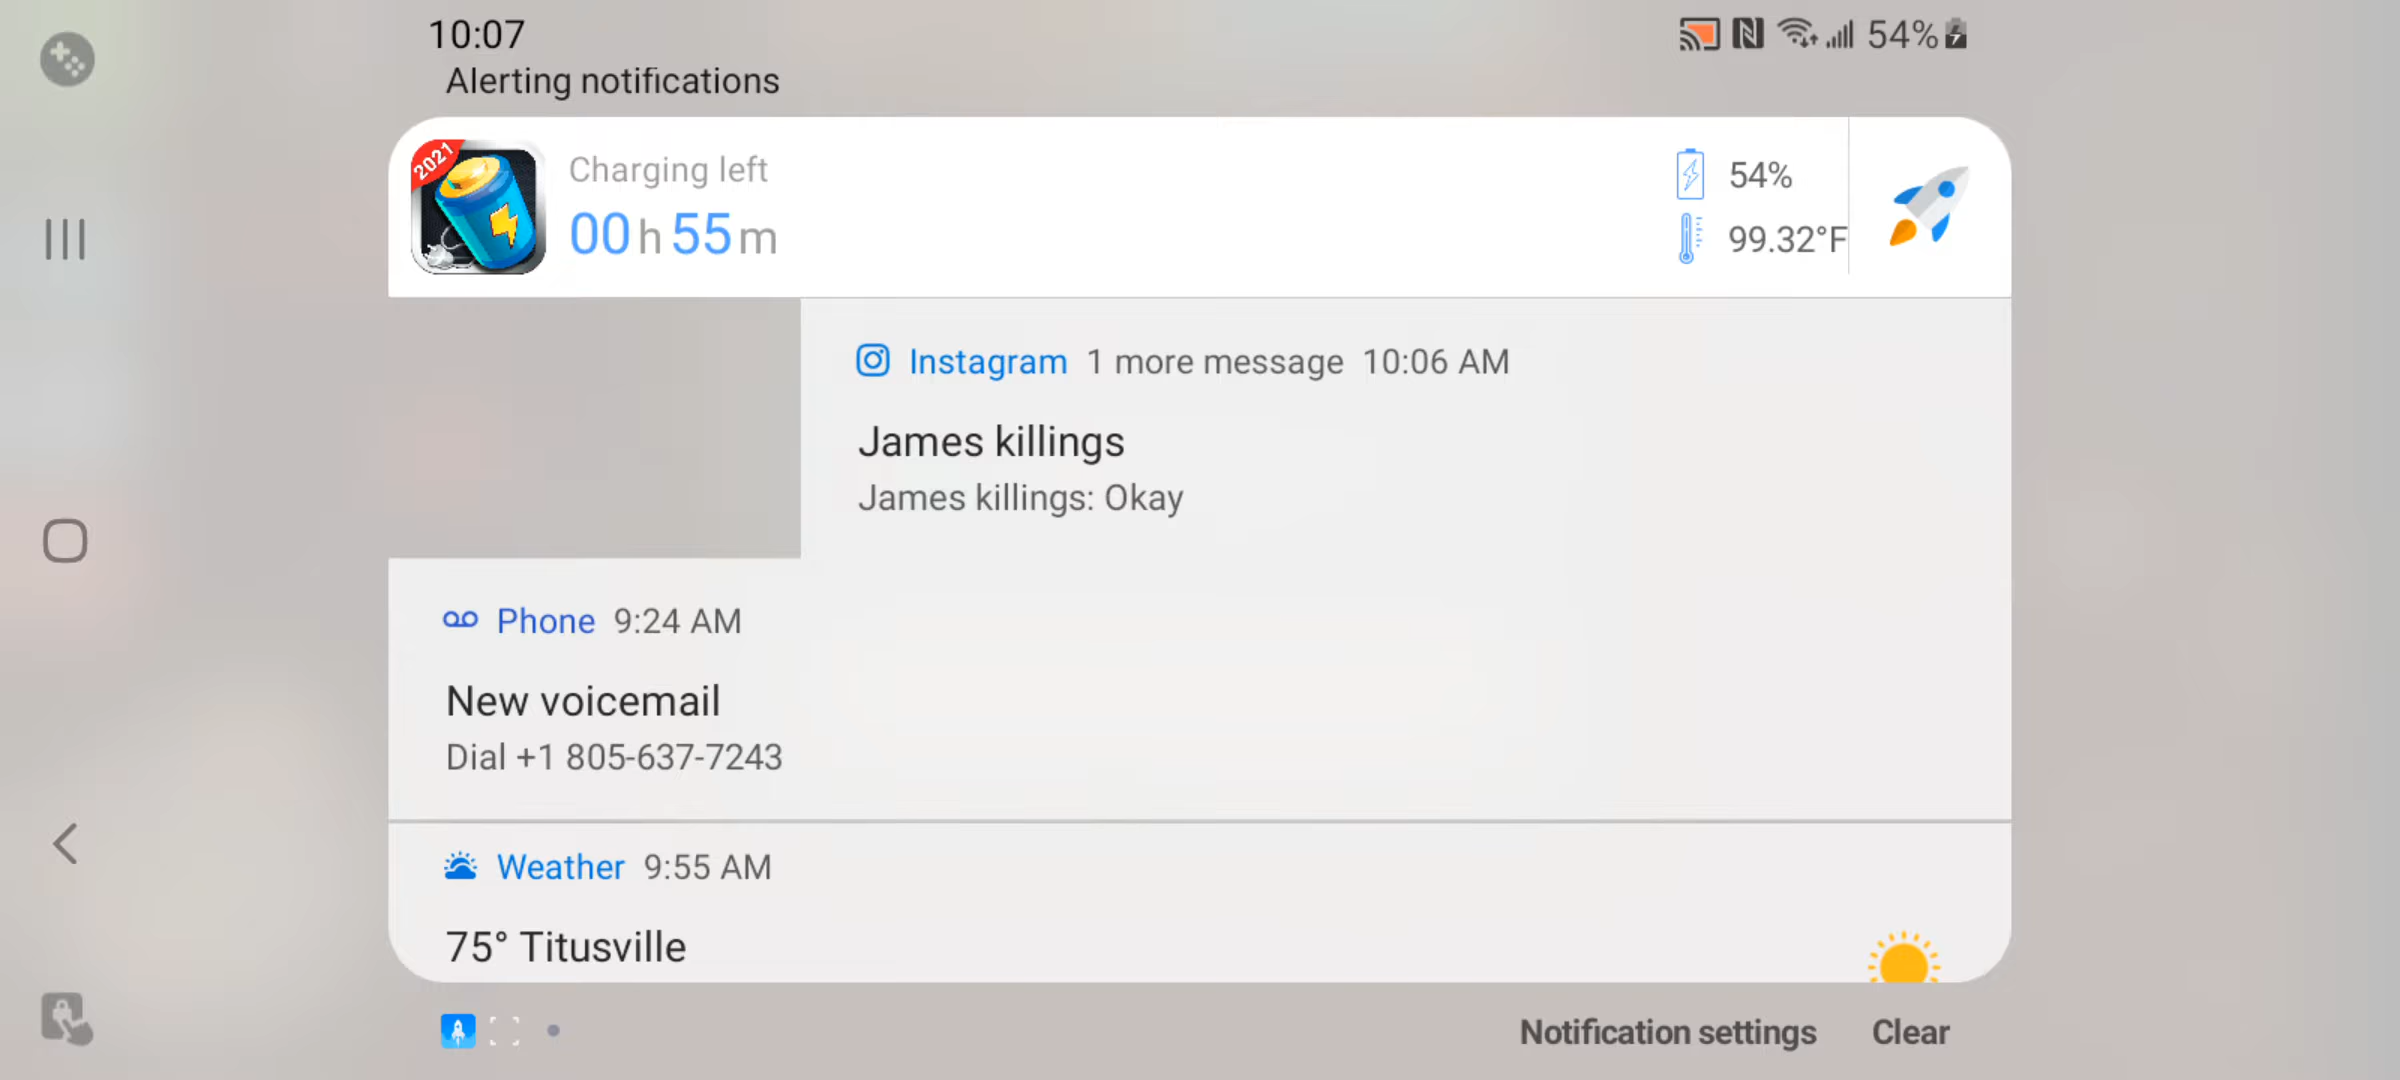 10:07
54%
Alerting notifications
2021
Charging left
00 h 55 m
54%
99.32°F
Instagram 1 more message 10:06 AM
James killings
James killings: Okay
Phone 9:24 AM
New voicemail
Dial +1 805-637-7243
Weather 9:55 AM
75° Titusville
Notification settings Clear